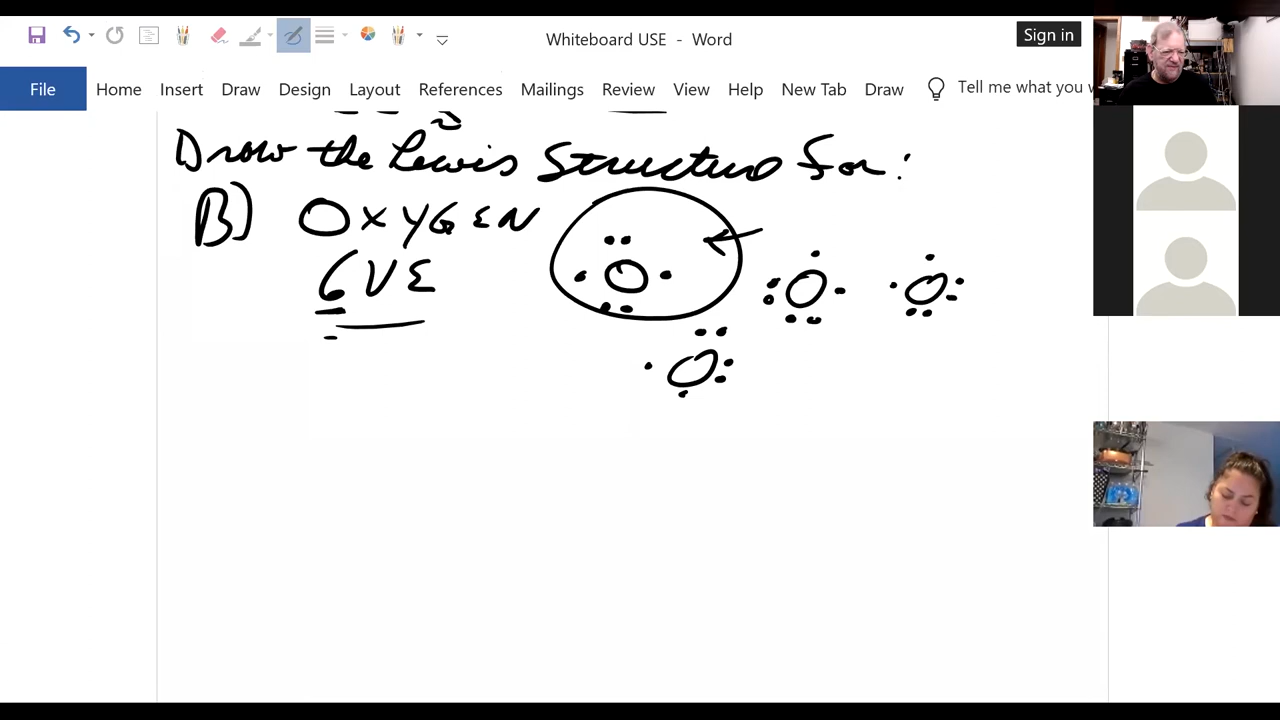 Whiteboard USE - Word
Sign in
File Home Insert Draw Design Layout References Mailings Review View Help New Tab Draw Tell me what you
Draw the Lewis Structure for:
B) OXYGEN
6VE
O O O
O